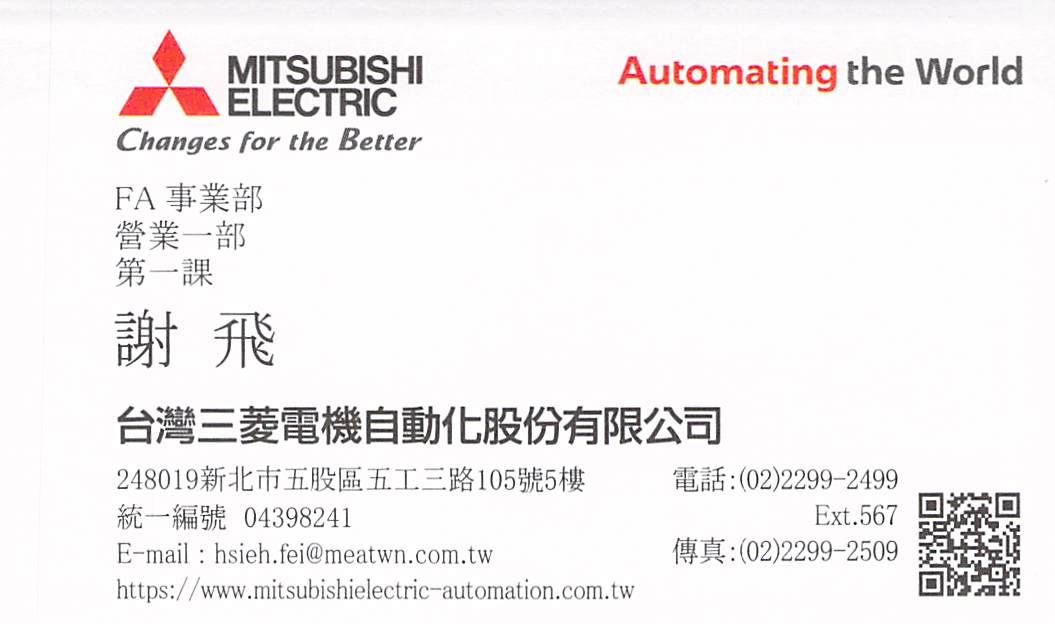 MITSUBISHI
ELECTRIC
Changes for the Better
Automating the World
FA 事業部
營業一部
第一課
謝 飛
台灣三菱電機自動化股份有限公司
248019新北市五股區五工三路105號5樓
統一編號 04398241
E-mail : hsieh.fei@meatwn.com.tw
https://www.mitsubishielectric-automation.com.tw
電話:(02)2299-2499
Ext.567
傳真:(02)2299-2509